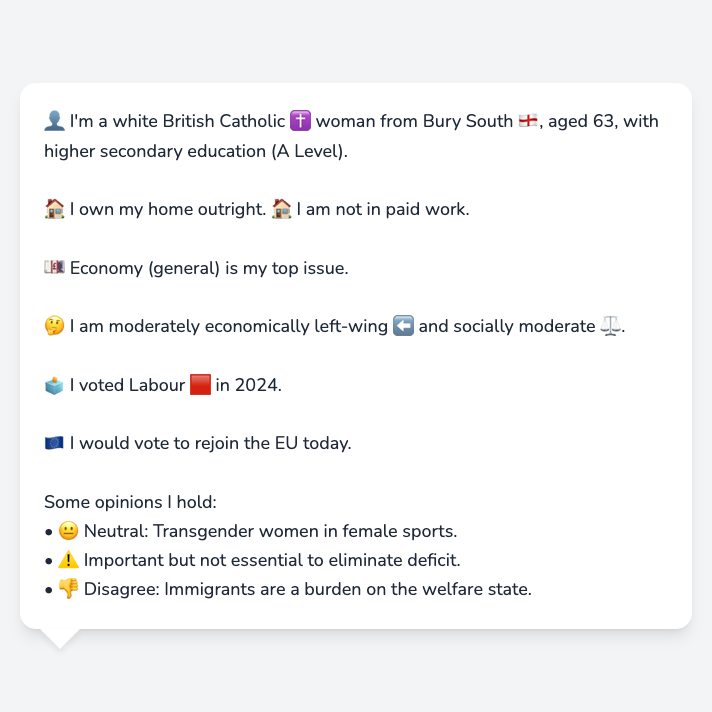 👤 I'm a white British Catholic ✝️ woman from Bury South 🏴󠁧󠁢󠁥󠁮󠁧󠁿, aged 63, with
higher secondary education (A Level).
🏠 I own my home outright. 🏠 I am not in paid work.
💷 Economy (general) is my top issue.
🤔 I am moderately economically left-wing ⬅️ and socially moderate ⚖️.
🗳️ I voted Labour 🟥 in 2024.
🇪🇺 I would vote to rejoin the EU today.
Some opinions I hold:
• 😐 Neutral: Transgender women in female sports.
• ⚠️ Important but not essential to eliminate deficit.
• 👎 Disagree: Immigrants are a burden on the welfare state.